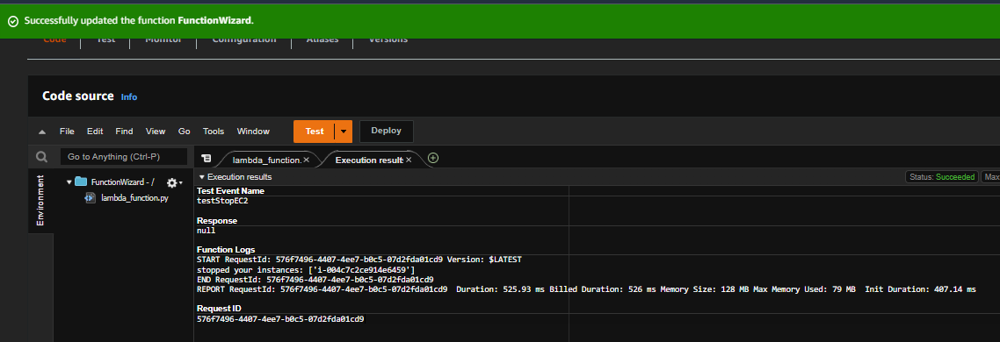 Successfully updated the function FunctionWizard.
Code Test Monitor Configuration Aliases Versions
Code source Info
File Edit Find View Go Tools Window Test Deploy
Go to Anything (Ctrl-P)
lambda_function.
Execution results
Environment
FunctionWizard - /
lambda_function.py
Execution results
Status: Succeeded
Max
Test Event Name
testStopEC2
Response
null
Function Logs
START RequestId: 576f7496-4407-4ee7-b0c5-07d2fda01cd9 Version: $LATEST
stopped your instances: ['i-004c7c2ce914e6459']
END RequestId: 576f7496-4407-4ee7-b0c5-07d2fda01cd9
REPORT RequestId: 576f7496-4407-4ee7-b0c5-07d2fda01cd9 Duration: 525.93 ms Billed Duration: 526 ms Memory Size: 128 MB Max Memory Used: 79 MB Init Duration: 407.14 ms
Request ID
576f7496-4407-4ee7-b0c5-07d2fda01cd9